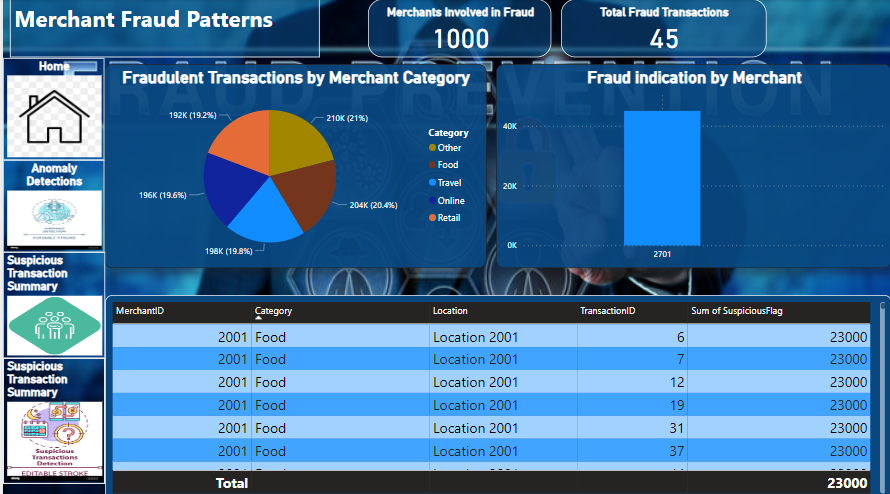 Merchant Fraud Patterns
Merchants Involved in Fraud
1000
Total Fraud Transactions
45
Home
Anomaly
Detections
Suspicious
Transaction
Summary
Suspicious
Transaction
Summary
Suspicious
Transactions
Detection
EDITABLE STROKE
Fraudulent Transactions by Merchant Category
192K (19.2%)
210K (21%)
196K (19.6%)
204K (20.4%)
198K (19.8%)
Category
Other
Food
Travel
Online
Retail
Fraud indication by Merchant
40K
20K
0K
2701
MerchantID Category Location TransactionID Sum of SuspiciousFlag
2001 Food Location 2001 6 23000
2001 Food Location 2001 7 23000
2001 Food Location 2001 12 23000
2001 Food Location 2001 19 23000
2001 Food Location 2001 31 23000
2001 Food Location 2001 37 23000
Total 23000